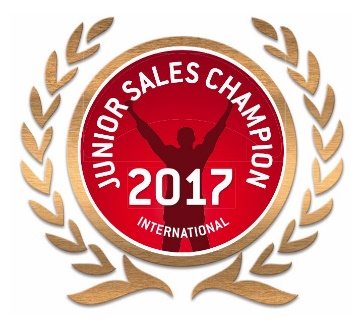 JUNIOR SALES CHAMPION
2017
INTERNATIONAL